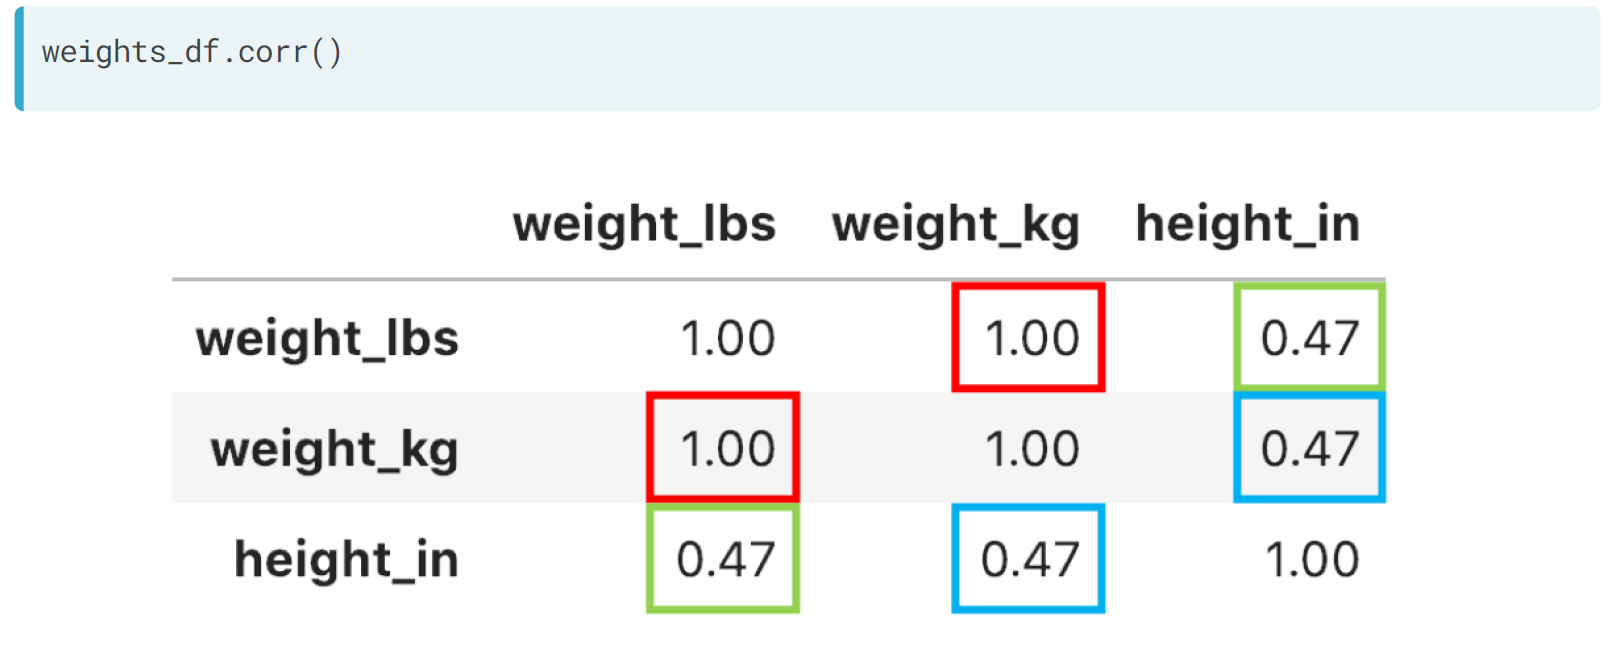 weights_df.corr()
weight_lbs weight_kg height_in
weight_lbs 1.00 1.00 0.47
weight_kg 1.00 1.00 0.47
height_in 0.47 0.47 1.00